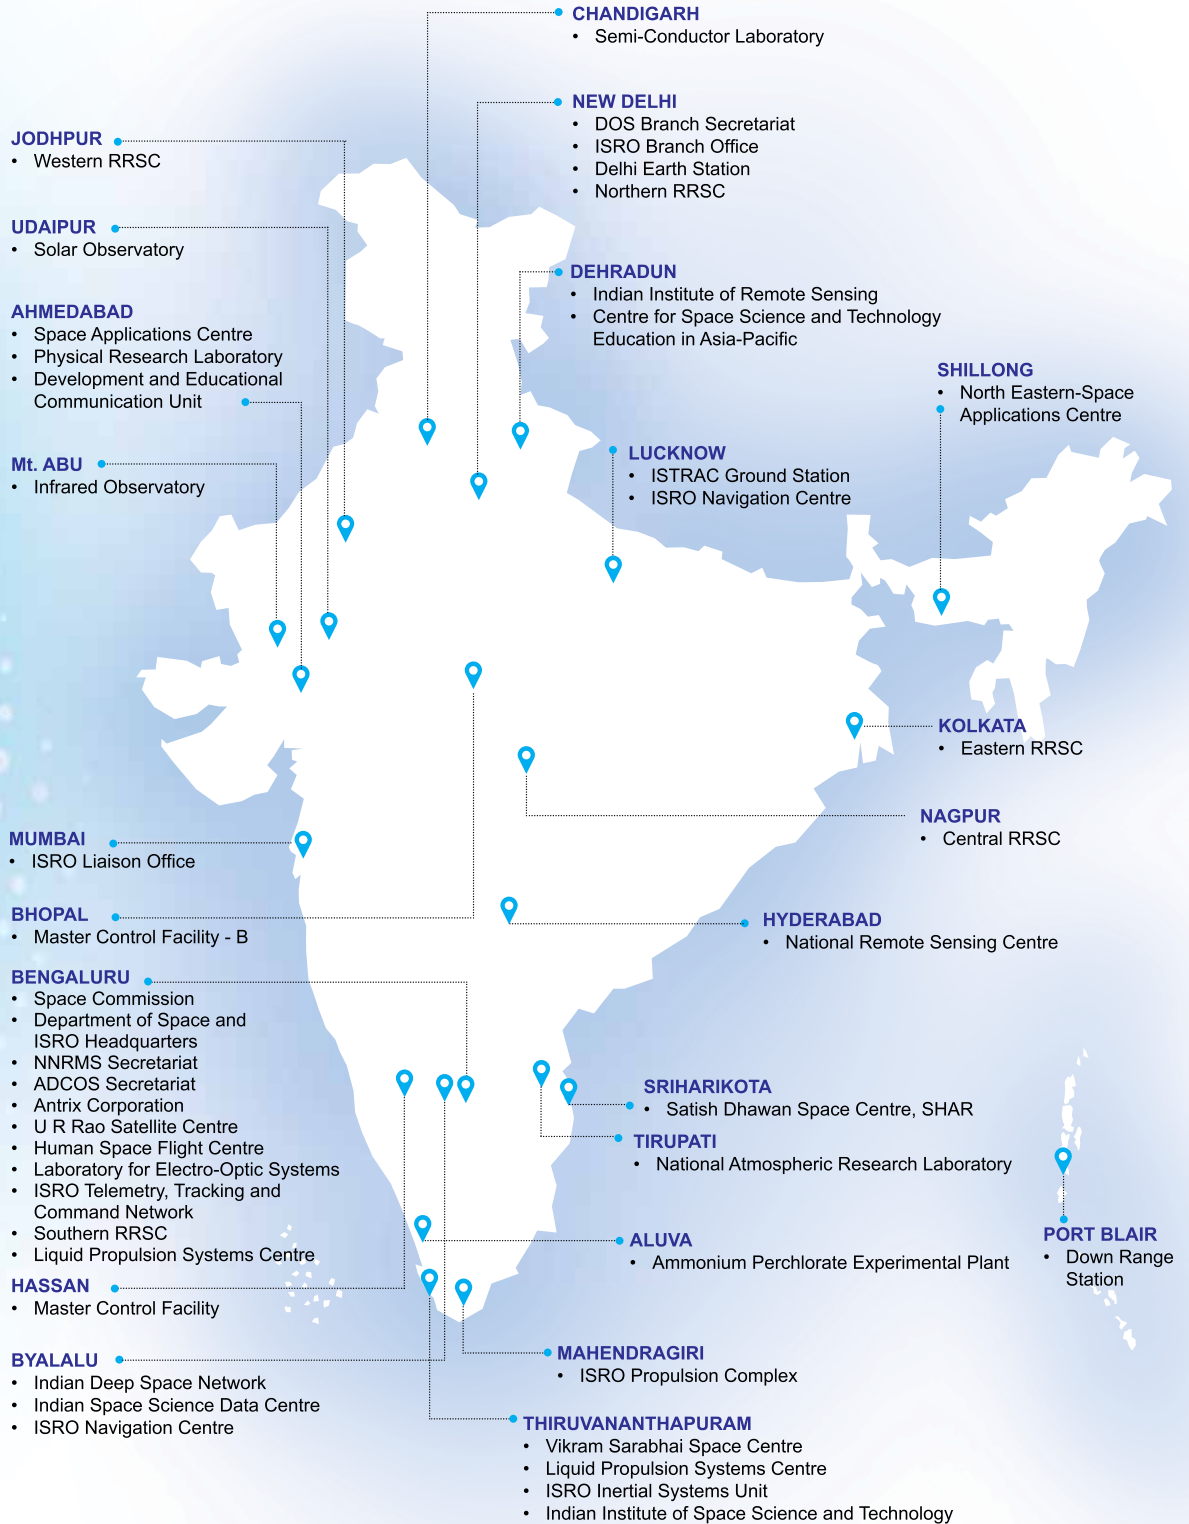 CHANDIGARH
• Semi-Conductor Laboratory
NEW DELHI
• DOS Branch Secretariat
• ISRO Branch Office
• Delhi Earth Station
• Northern RRSC
JODHPUR
• Western RRSC
UDAIPUR
• Solar Observatory
DEHRADUN
• Indian Institute of Remote Sensing
• Centre for Space Science and Technology
Education in Asia-Pacific
AHMEDABAD
• Space Applications Centre
• Physical Research Laboratory
• Development and Educational
Communication Unit
SHILLONG
• North Eastern-Space
Applications Centre
LUCKNOW
• ISTRAC Ground Station
• ISRO Navigation Centre
Mt. ABU
• Infrared Observatory
KOLKATA
• Eastern RRSC
NAGPUR
• Central RRSC
MUMBAI
• ISRO Liaison Office
BHOPAL
• Master Control Facility - B
HYDERABAD
• National Remote Sensing Centre
BENGALURU
• Space Commission
• Department of Space and
ISRO Headquarters
• NNRMS Secretariat
• ADCOS Secretariat
• Antrix Corporation
• U R Rao Satellite Centre
• Human Space Flight Centre
• Laboratory for Electro-Optic Systems
• ISRO Telemetry, Tracking and
Command Network
• Southern RRSC
• Liquid Propulsion Systems Centre
SRIHARIKOTA
• Satish Dhawan Space Centre, SHAR
TIRUPATI
• National Atmospheric Research Laboratory
PORT BLAIR
• Down Range
Station
ALUVA
• Ammonium Perchlorate Experimental Plant
HASSAN
• Master Control Facility
BYALALU
• Indian Deep Space Network
• Indian Space Science Data Centre
• ISRO Navigation Centre
MAHENDRAGIRI
• ISRO Propulsion Complex
THIRUVANANTHAPURAM
• Vikram Sarabhai Space Centre
• Liquid Propulsion Systems Centre
• ISRO Inertial Systems Unit
• Indian Institute of Space Science and Technology